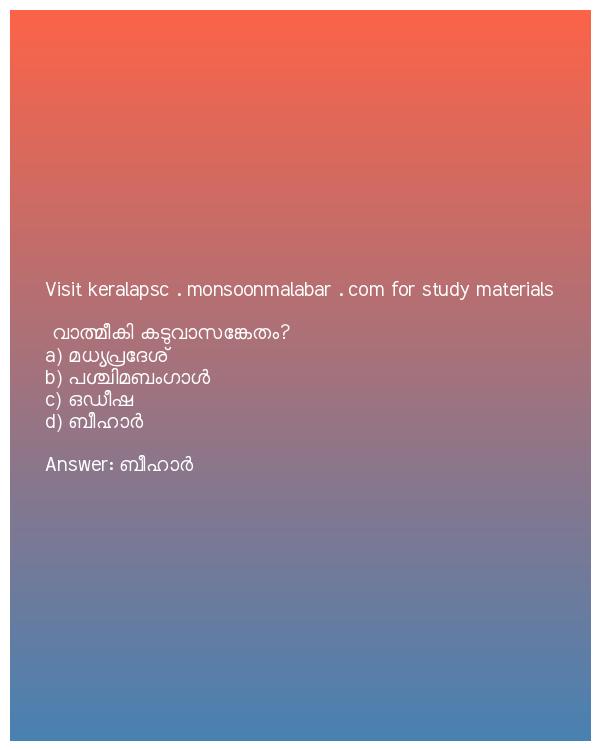 Visit keralapsc . monsoonmalabar . com for study materials
വാത്മീകി കടുവാസങ്കേതം?
a) മധ്യപ്രദേശ്
b) പശ്ചിമബംഗാൾ
c) ഒഡീഷ
d) ബീഹാർ
Answer: ബീഹാർ